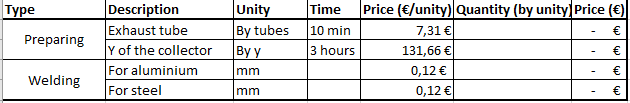 Type Description Unity Time Price (€/unity) Quantity (by unity) Price (€)
Preparing
Exhaust tube By tubes 10 min 7,31 € - €
Y of the collector By y 3 hours 131,66 € - €
Welding
For aluminium mm 0,12 € - €
For steel mm 0,12 € - €